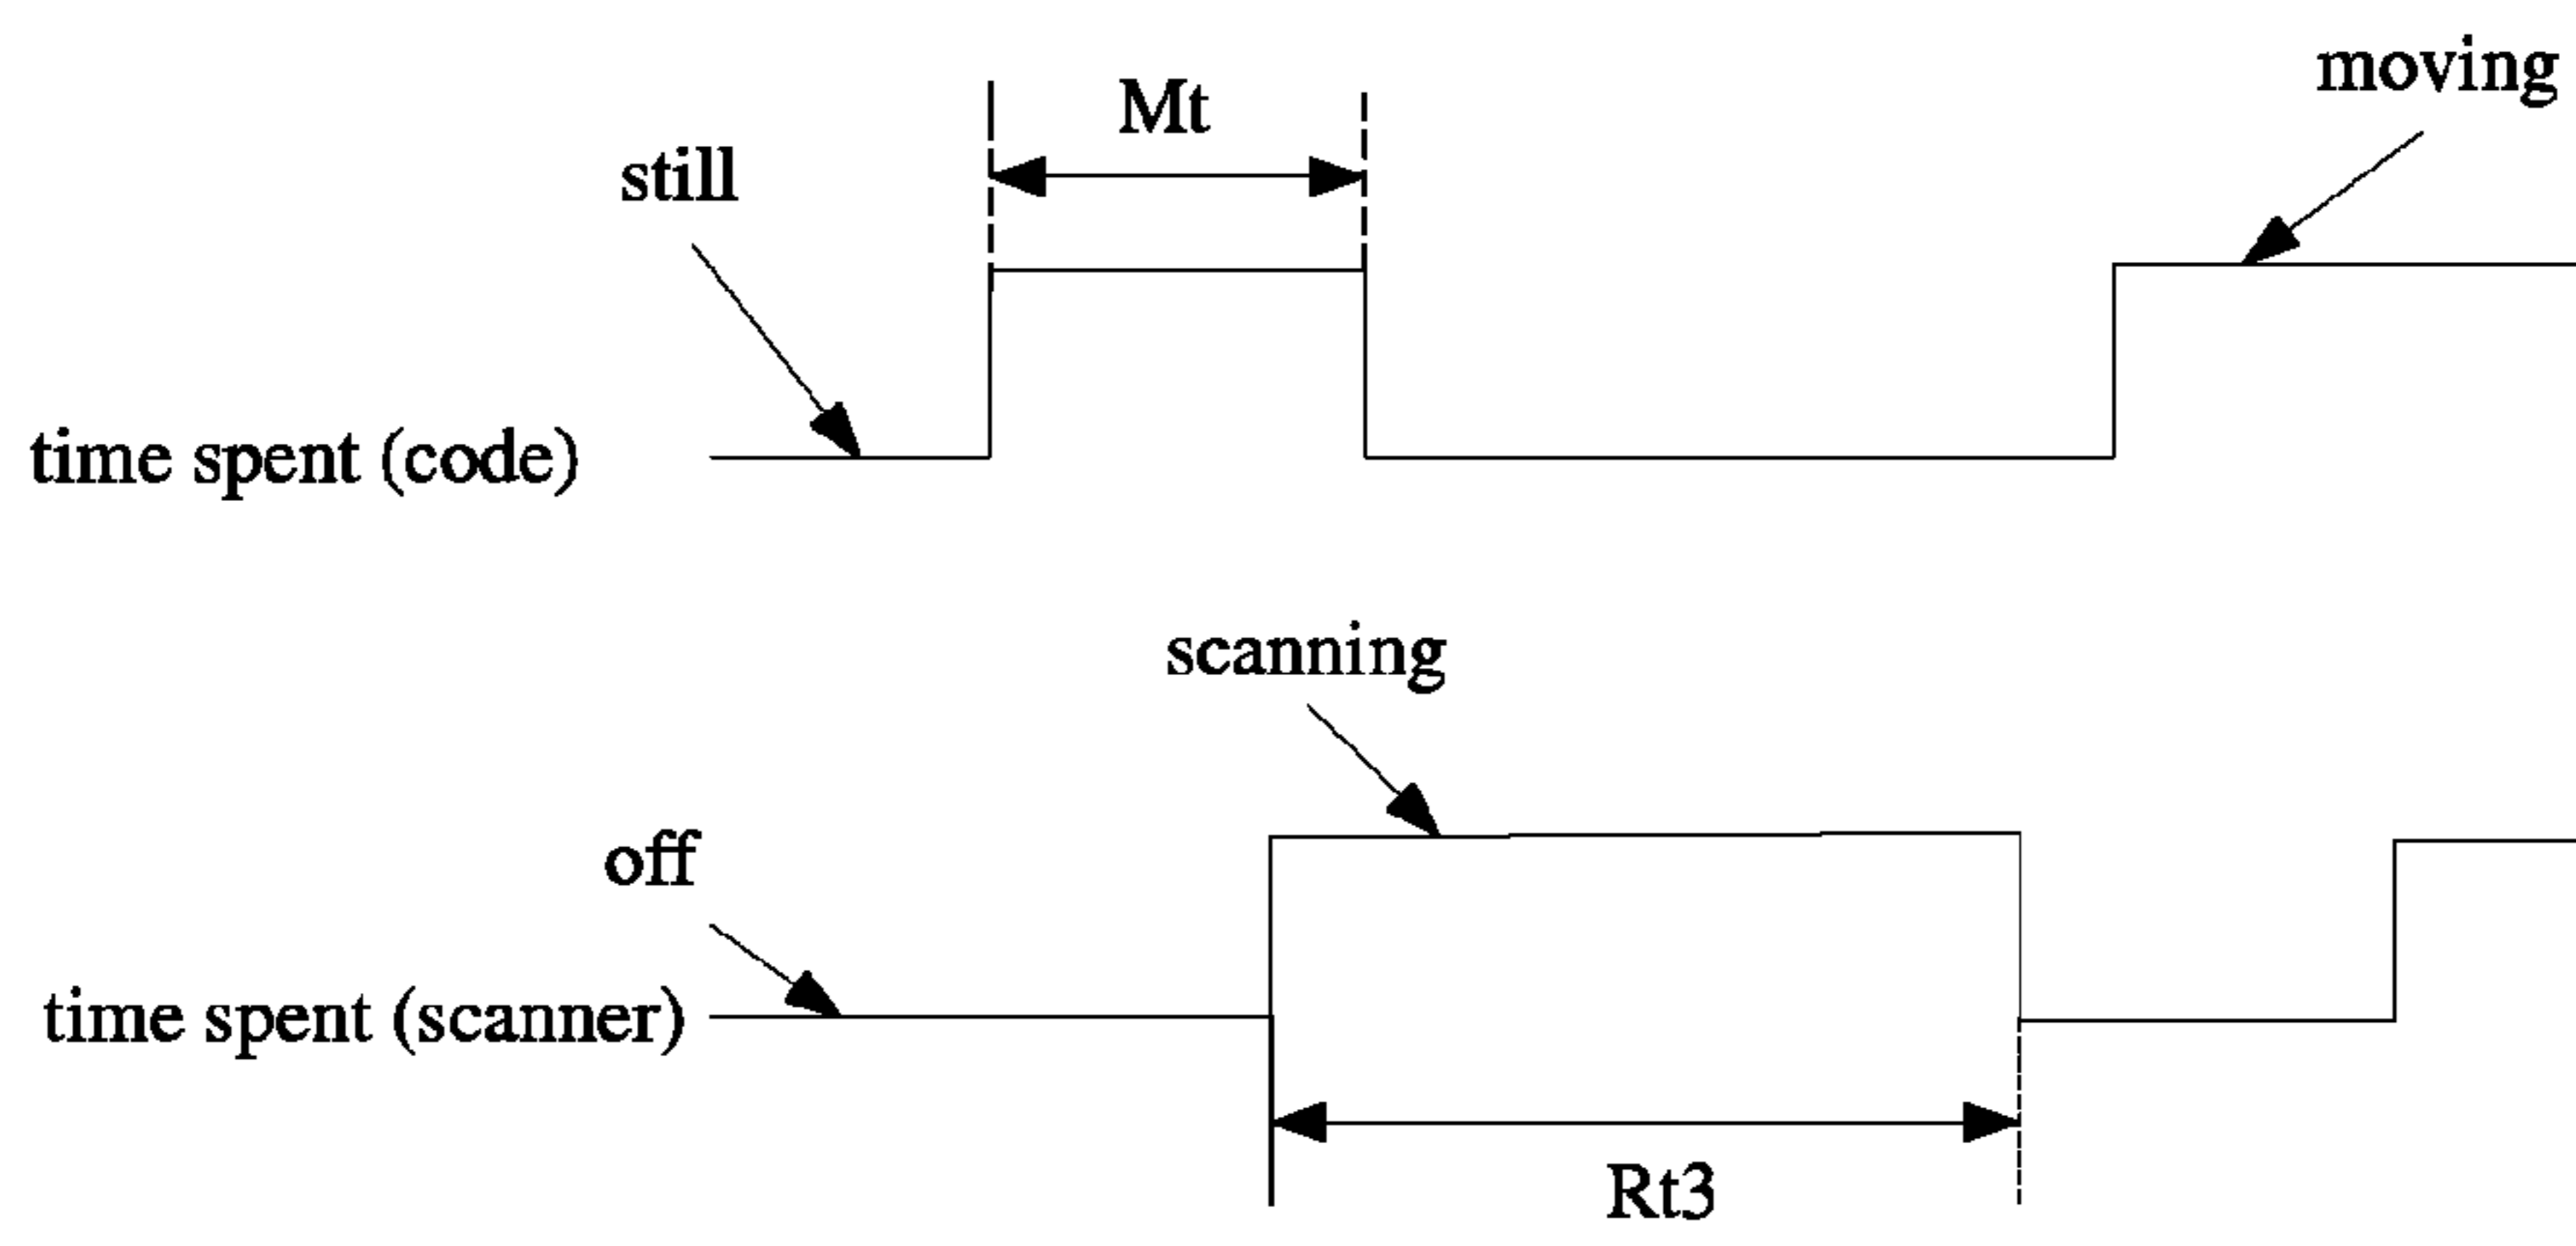 moving
Mt
still
time spent (code)
scanning
off
time spent (scanner)
Rt3